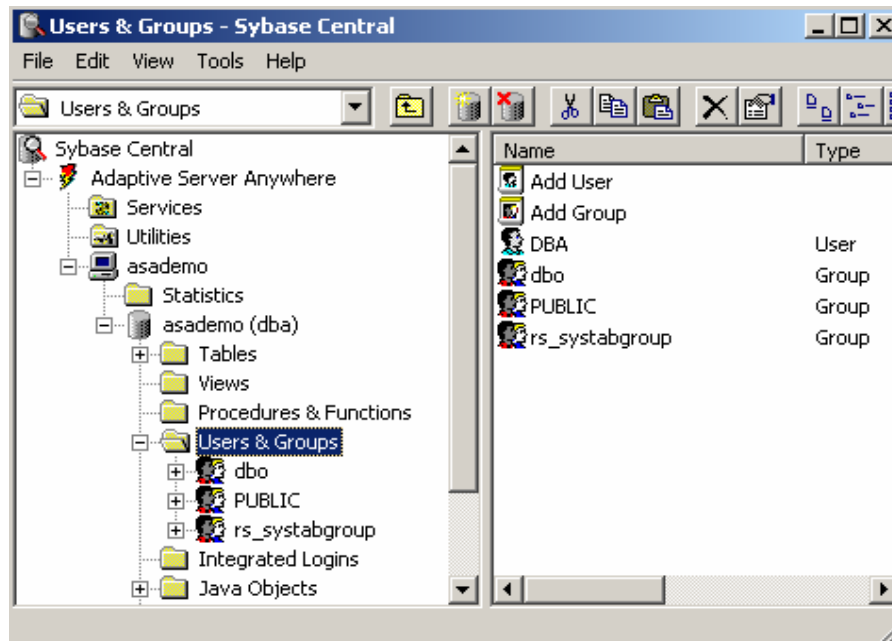 Users & Groups - Sybase Central
File Edit View Tools Help
Users & Groups
Sybase Central
Adaptive Server Anywhere
Services
Utilities
asademo
Statistics
asademo (dba)
Tables
Views
Procedures & Functions
Users & Groups
dbo
PUBLIC
rs_systabgroup
Integrated Logins
Java Objects
Name Type
Add User
Add Group
DBA User
dbo Group
PUBLIC Group
rs_systabgroup Group